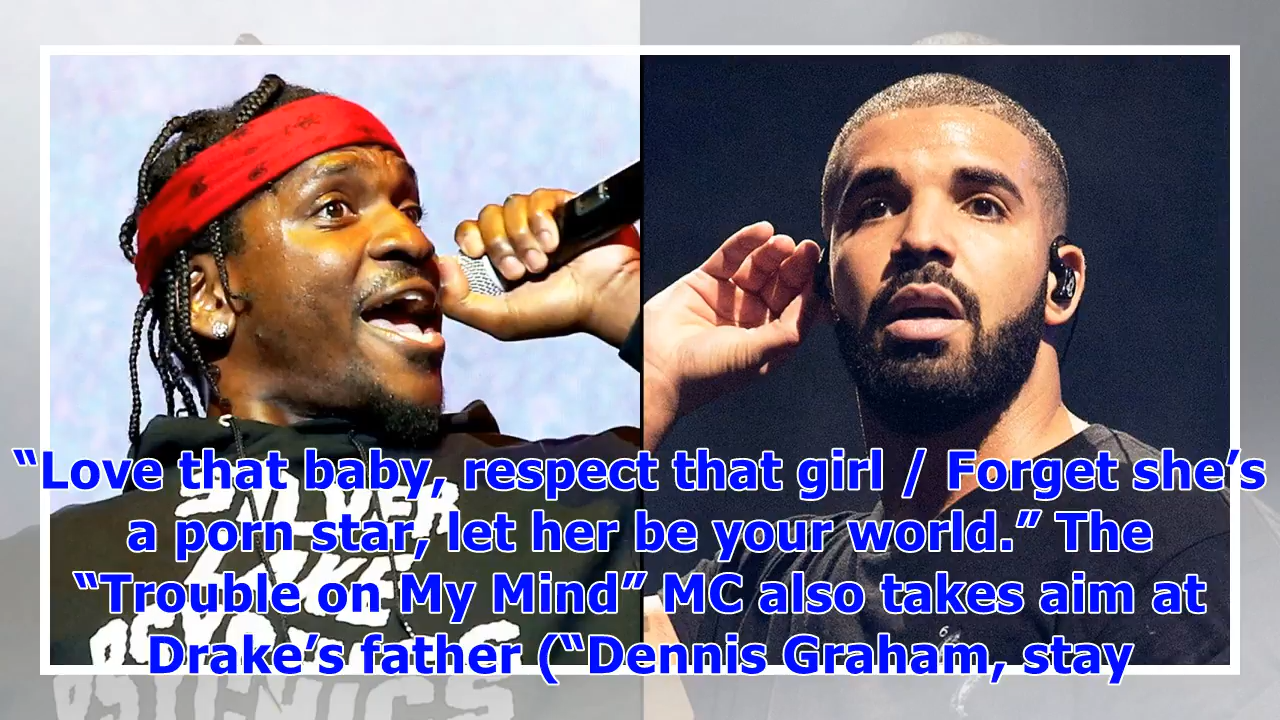 “Love that baby, respect that girl / Forget she’s
a porn star, let her be your world.” The
“Trouble on My Mind” MC also takes aim at
Drake’s father (“Dennis Graham, stay